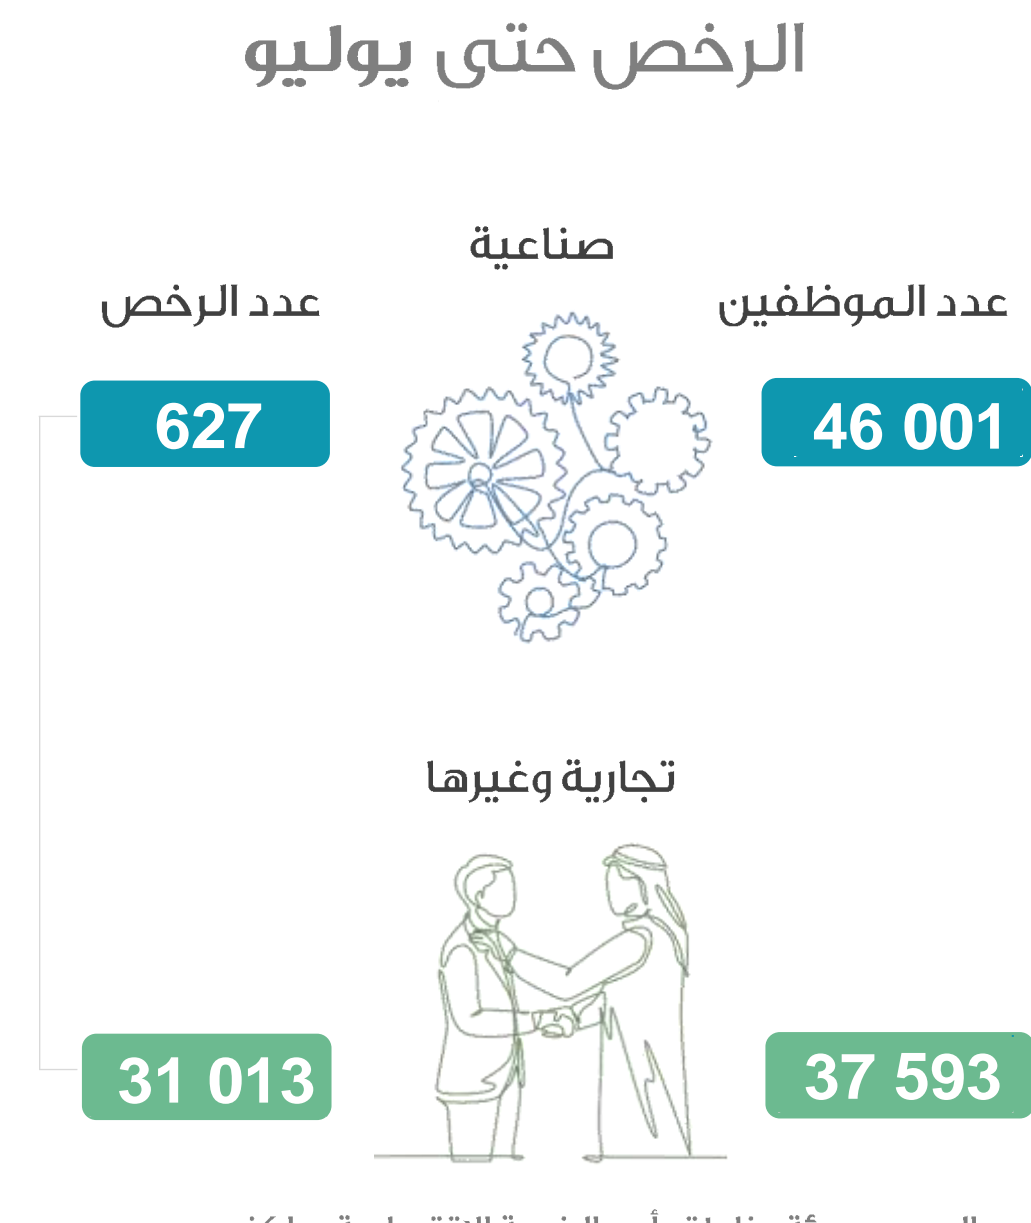 الرخص حتى يوليو
صناعية
عدد الموظفين عدد الرخص
46 001 627
تجارية وغيرها
37 593 31 013